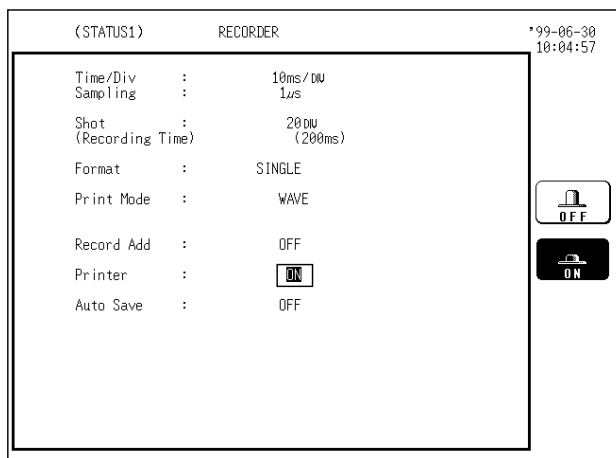 (STATUS1) RECORDER '99-06-30
10:04:57
Time/Div : 10ms/DIV
Sampling : 1µs
Shot : 20DIV
(Recording Time) (200ms)
Format : SINGLE
Print Mode : WAVE
OFF
Record Add : OFF
Printer : ON
ON
Auto Save : OFF